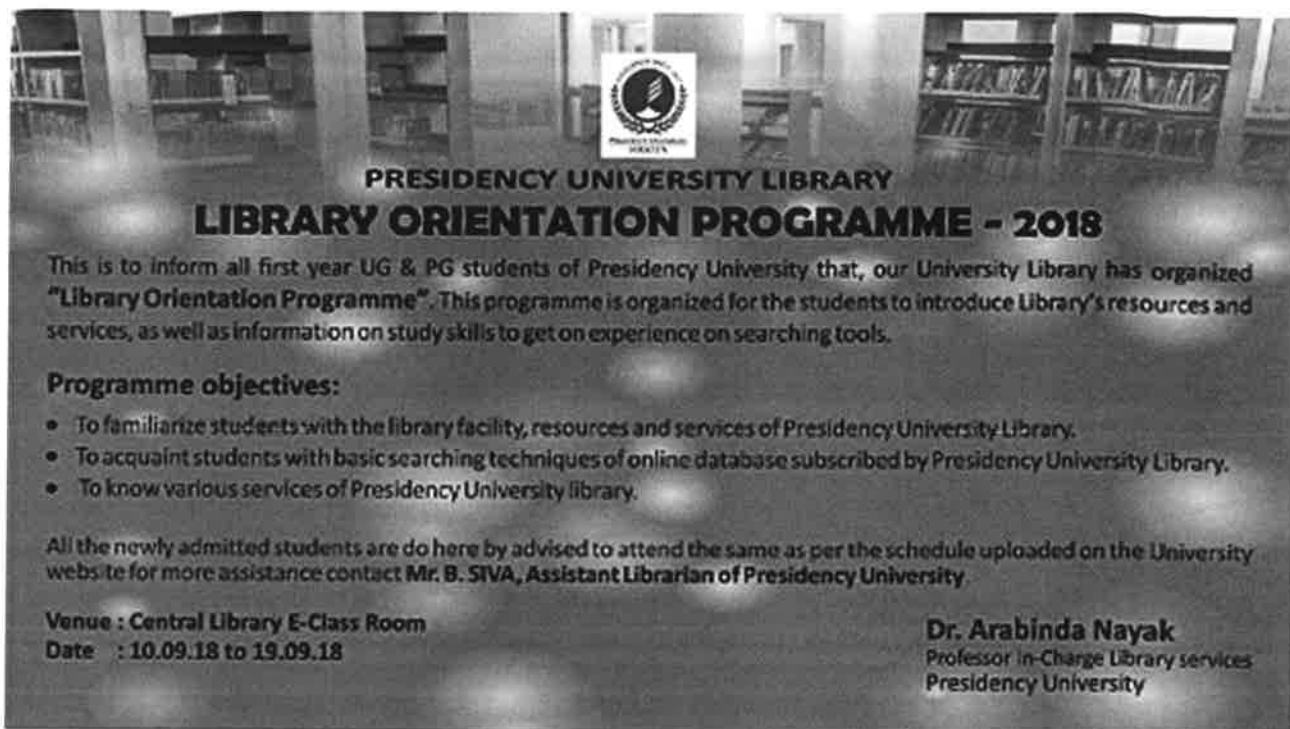 PRESIDENCY UNIVERSITY LIBRARY
LIBRARY ORIENTATION PROGRAMME - 2018
This is to inform all first year UG & PG students of Presidency University that, our University Library has organized
"Library Orientation Programme". This programme is organized for the students to introduce Library's resources and
services, as well as information on study skills to get on experience on searching tools.
Programme objectives:
• To familiarize students with the library facility, resources and services of Presidency University Library.
• To acquaint students with basic searching techniques of online database subscribed by Presidency University Library.
• To know various services of Presidency University library.
All the newly admitted students are do here by advised to attend the same as per the schedule uploaded on the University
website for more assistance contact Mr. B. SIVA, Assistant Librarian of Presidency University
Venue : Central Library E-Class Room
Date : 10.09.18 to 19.09.18
Dr. Arabinda Nayak
Professor In-Charge Library services
Presidency University